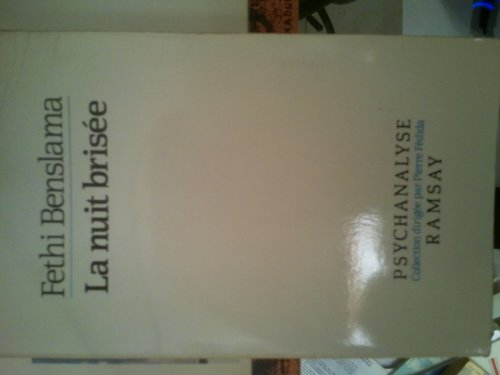 Fethi Benslama
La nuit brisée
PSYCHANALYSE
Collection dirigée par Pierre Fédida
RAMSAY